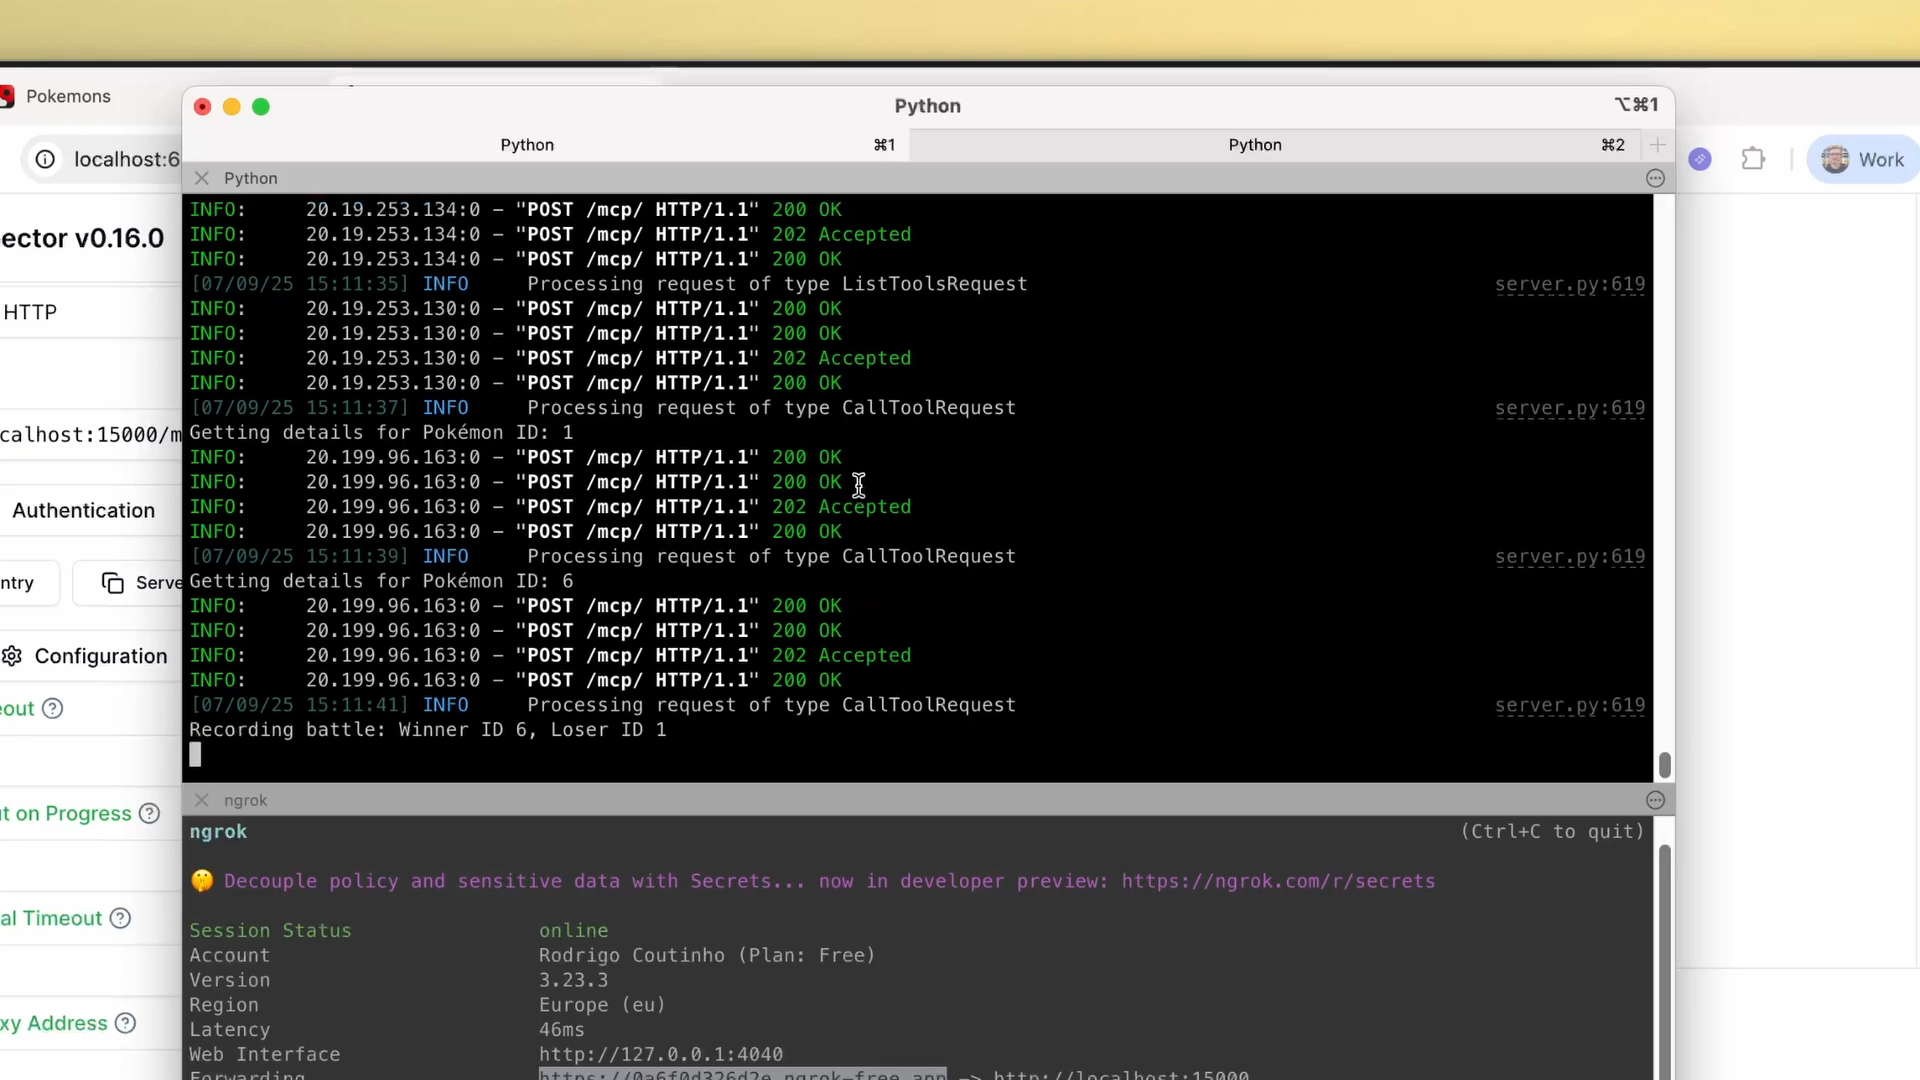 Pokemons
Python
⌥⌘1
Python ⌘1
Python ⌘2
localhost:6
Work
Python
ector v0.16.0
HTTP
calhost:15000/m
Authentication
ntry
Serve
Configuration
eout
t on Progress
al Timeout
xy Address
INFO: 20.19.253.134:0 – "POST /mcp/ HTTP/1.1" 200 OK
INFO: 20.19.253.134:0 – "POST /mcp/ HTTP/1.1" 202 Accepted
INFO: 20.19.253.134:0 – "POST /mcp/ HTTP/1.1" 200 OK
[07/09/25 15:11:35] INFO Processing request of type ListToolsRequest server.py:619
INFO: 20.19.253.130:0 – "POST /mcp/ HTTP/1.1" 200 OK
INFO: 20.19.253.130:0 – "POST /mcp/ HTTP/1.1" 200 OK
INFO: 20.19.253.130:0 – "POST /mcp/ HTTP/1.1" 202 Accepted
INFO: 20.19.253.130:0 – "POST /mcp/ HTTP/1.1" 200 OK
[07/09/25 15:11:37] INFO Processing request of type CallToolRequest server.py:619
Getting details for Pokémon ID: 1
INFO: 20.199.96.163:0 – "POST /mcp/ HTTP/1.1" 200 OK
INFO: 20.199.96.163:0 – "POST /mcp/ HTTP/1.1" 200 OK
INFO: 20.199.96.163:0 – "POST /mcp/ HTTP/1.1" 202 Accepted
INFO: 20.199.96.163:0 – "POST /mcp/ HTTP/1.1" 200 OK
[07/09/25 15:11:39] INFO Processing request of type CallToolRequest server.py:619
Getting details for Pokémon ID: 6
INFO: 20.199.96.163:0 – "POST /mcp/ HTTP/1.1" 200 OK
INFO: 20.199.96.163:0 – "POST /mcp/ HTTP/1.1" 200 OK
INFO: 20.199.96.163:0 – "POST /mcp/ HTTP/1.1" 202 Accepted
INFO: 20.199.96.163:0 – "POST /mcp/ HTTP/1.1" 200 OK
[07/09/25 15:11:41] INFO Processing request of type CallToolRequest server.py:619
Recording battle: Winner ID 6, Loser ID 1
ngrok
ngrok (Ctrl+C to quit)
🤫 Decouple policy and sensitive data with Secrets... now in developer preview: https://ngrok.com/r/secrets
Session Status online
Account Rodrigo Coutinho (Plan: Free)
Version 3.23.3
Region Europe (eu)
Latency 46ms
Web Interface http://127.0.0.1:4040
Forwarding https://0a6f0d326d2e.ngrok-free.app -> http://localhost:15000